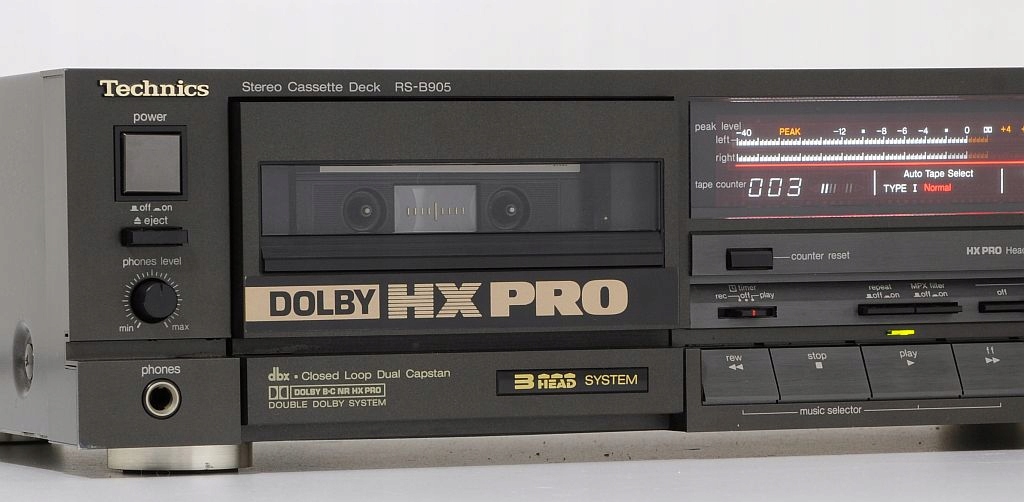 Technics
Stereo Cassette Deck RS-B905
power
off on
eject
phones level
min max
phones
DOLBY HX PRO
dbx • Closed Loop Dual Capstan
DOLBY B-C NR HX PRO
DOUBLE DOLBY SYSTEM
3 HEAD SYSTEM
peak level
-40 PEAK -12 • -8 -6 -4 • 0 +4
left
right
tape counter 003
Auto Tape Select
TYPE I Normal
counter reset
HX PRO
timer
rec off play
repeat
off on
MPX filter
off on
off
rew
stop
play
ff
music selector